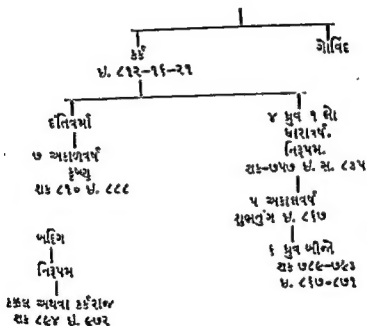 કર્ક
ગોવિંદ
ઇ. ૮૧૨-૧૬-૨૧
દંતિવર્મા
૭ અકાળવર્ષ
કૃષ્ણ
શક ૮૧૦ ઇ. ૮૮૮
૪ ધ્રુવ ૧ લો
ધારાવર્ષ.
નિરૂપમ.
શક-૭૫૭ ઇ. સ. ૮૩૫
૫ અકાલવર્ષ
શુભતુંગ ઇ. ૮૬૭
૬ ધ્રુવ બીજો
શક ૭૮૯-૭૯૩
ઇ. ૮૬૭-૮૭૧
બદ્દિગ
નિરૂપમ
કક્કલ અથવા કર્કરાજ
શક ૮૯૪ ઇ. ૯૭૨